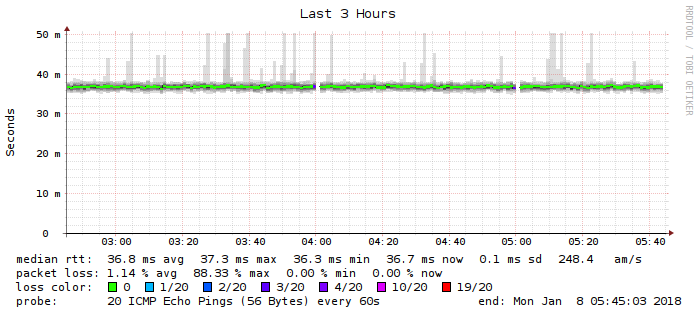 Last 3 Hours
RRDTOOL / TOBI OETIKER
Seconds
50 m
40 m
30 m
20 m
10 m
0
03:00 03:20 03:40 04:00 04:20 04:40 05:00 05:20 05:40
median rtt: 36.8 ms avg 37.3 ms max 36.3 ms min 36.7 ms now 0.1 ms sd 248.4 am/s
packet loss: 1.14 % avg 88.33 % max 0.00 % min 0.00 % now
loss color: 0 1/20 2/20 3/20 4/20 10/20 19/20
probe: 20 ICMP Echo Pings (56 Bytes) every 60s end: Mon Jan 8 05:45:03 2018